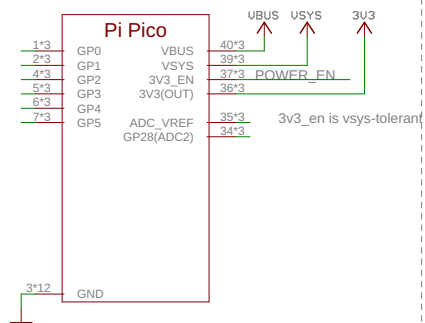 VBUS VSYS 3V3
Pi Pico
1*3 GP0 VBUS 40*3
2*3 GP1 VSYS 39*3
4*3 GP2 3V3_EN 37*3 POWER_EN
5*3 GP3 3V3(OUT) 36*3
6*3 GP4
7*3 GP5 ADC_VREF 35*3 3v3_en is vsys-tolerant
GP28(ADC2) 34*3
3*12 GND